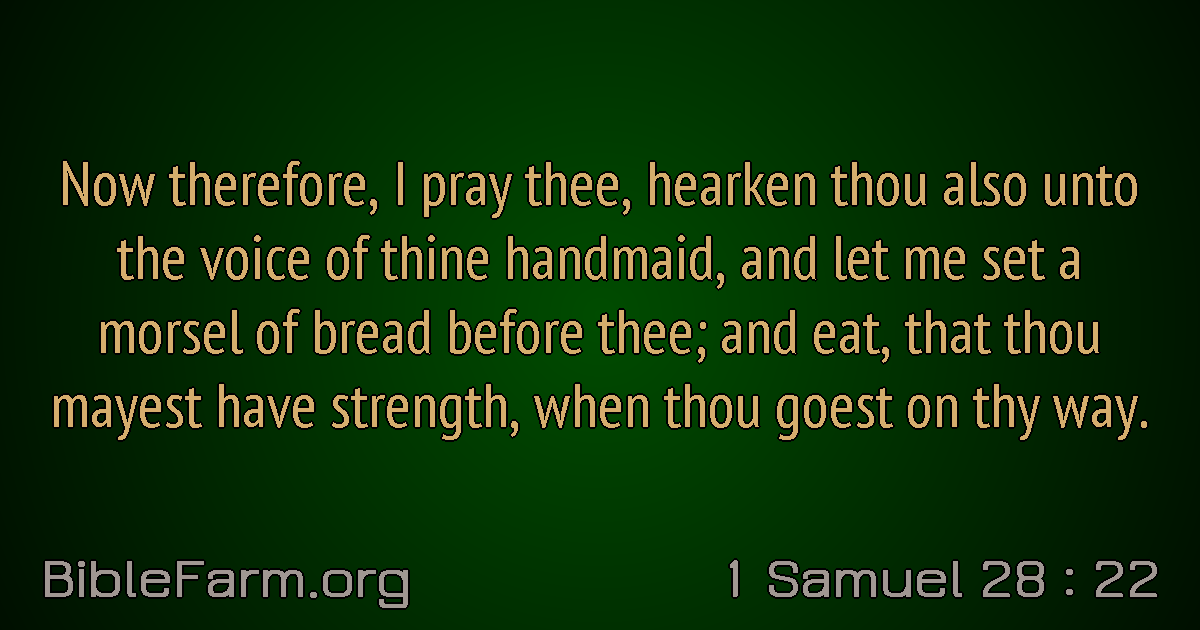 Now therefore, I pray thee, hearken thou also unto
the voice of thine handmaid, and let me set a
morsel of bread before thee; and eat, that thou
mayest have strength, when thou goest on thy way.
BibleFarm.org
1 Samuel 28 : 22